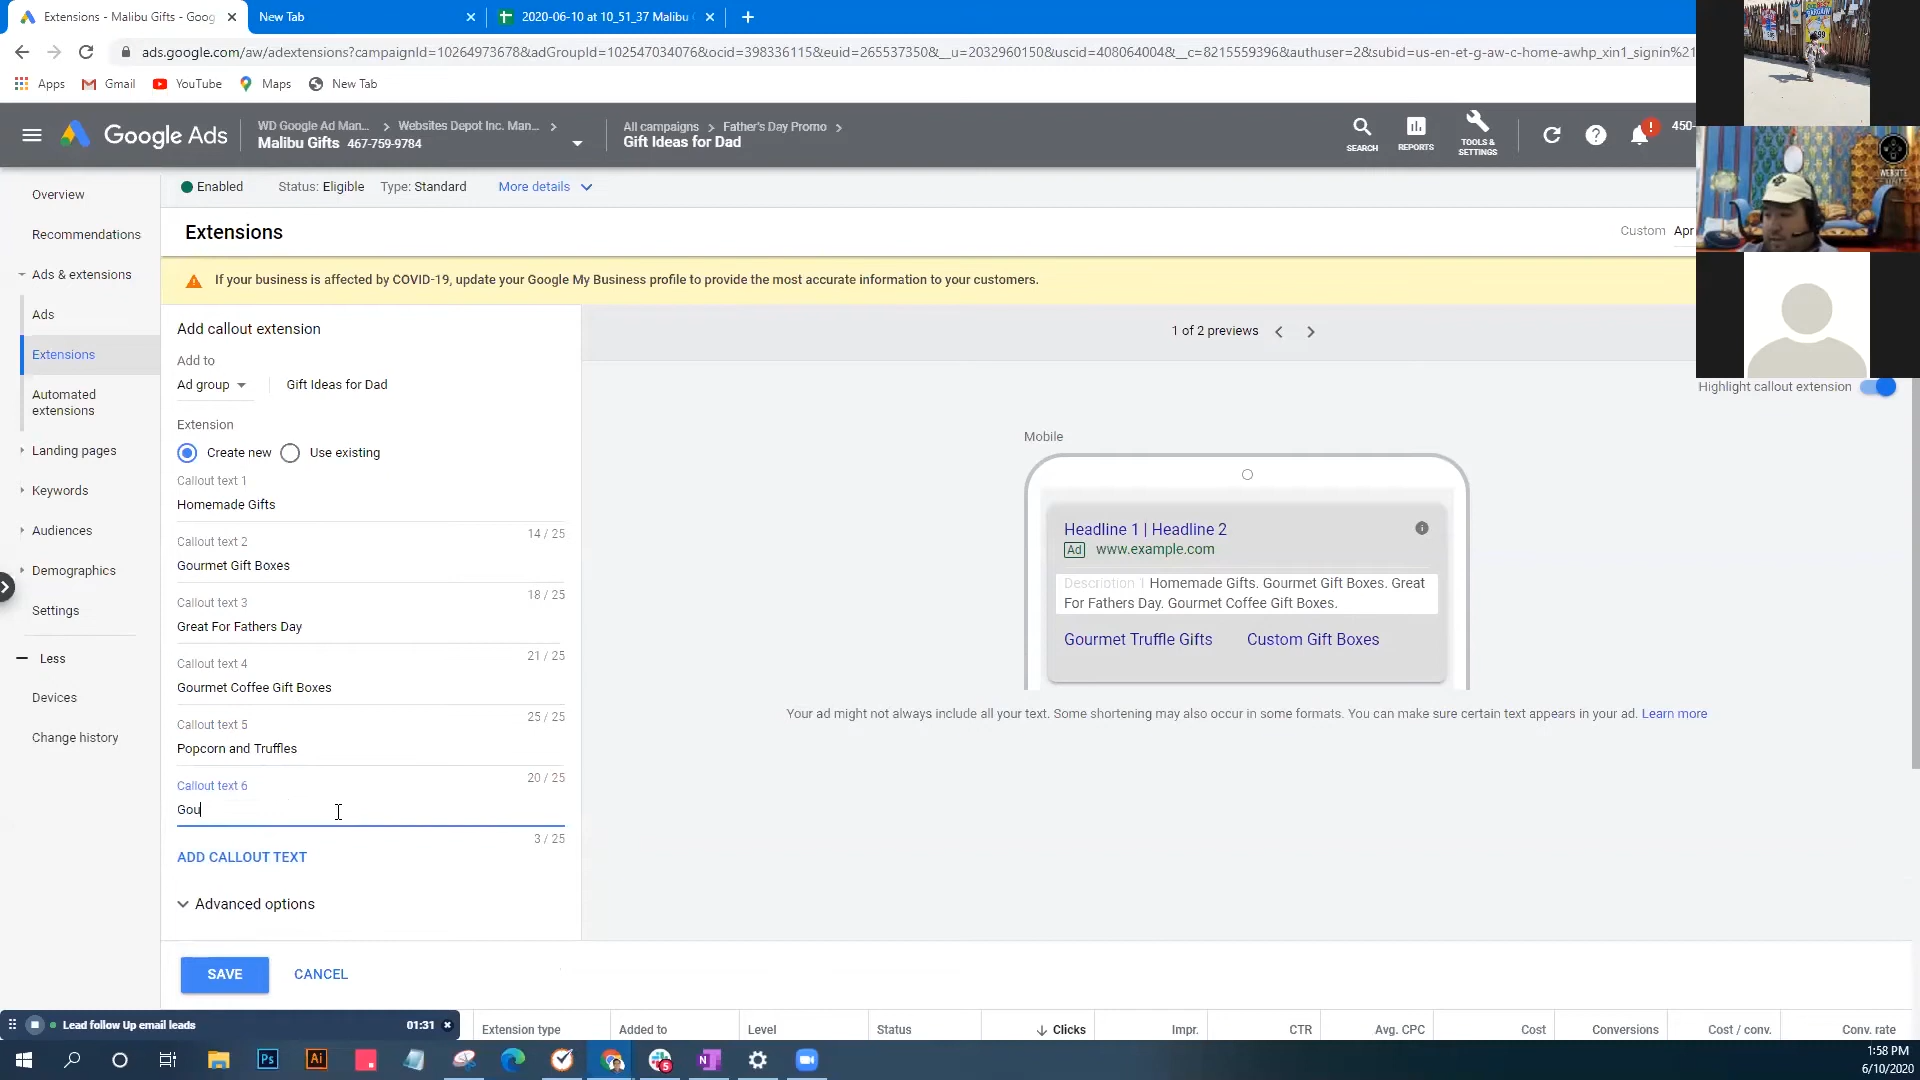 Extensions - Malibu Gifts - Goog
New Tab
2020-06-10 at 10_51_37 Malibu
ads.google.com/aw/adextensions?campaignId=10264973678&adGroupId=102547034076&ocid=398336115&euid=265537350&__u=2032960150&uscid=408064004&__c=8215559396&authuser=2&subid=us-en-et-g-aw-c-home-awhp_xin1_signin%21
Apps
Gmail
YouTube
Maps
New Tab
Google Ads
WD Google Ad Man... > Websites Depot Inc. Man... >
Malibu Gifts 467-759-9784
All campaigns > Father's Day Promo >
Gift Ideas for Dad
SEARCH
REPORTS
TOOLS &
SETTINGS
450-
Overview
Recommendations
Ads & extensions
Ads
Extensions
Automated
extensions
Landing pages
Keywords
Audiences
Demographics
Settings
Less
Devices
Change history
Enabled
Status: Eligible
Type: Standard
More details
Extensions
Custom Apr
If your business is affected by COVID-19, update your Google My Business profile to provide the most accurate information to your customers.
Add callout extension
Add to
Ad group
Gift Ideas for Dad
Extension
Create new
Use existing
Callout text 1
Homemade Gifts
14 / 25
Callout text 2
Gourmet Gift Boxes
18 / 25
Callout text 3
Great For Fathers Day
21 / 25
Callout text 4
Gourmet Coffee Gift Boxes
25 / 25
Callout text 5
Popcorn and Truffles
20 / 25
Callout text 6
Gou
3 / 25
ADD CALLOUT TEXT
Advanced options
SAVE
CANCEL
1 of 2 previews
Highlight callout extension
Mobile
Headline 1 | Headline 2
Ad www.example.com
Description 1 Homemade Gifts. Gourmet Gift Boxes. Great
For Fathers Day. Gourmet Coffee Gift Boxes.
Gourmet Truffle Gifts
Custom Gift Boxes
Your ad might not always include all your text. Some shortening may also occur in some formats. You can make sure certain text appears in your ad. Learn more
Extension type
Added to
Level
Status
Clicks
Impr.
CTR
Avg. CPC
Cost
Conversions
Cost / conv.
Conv. rate
Lead follow Up email leads
01:31
Ps
Ai
N
5
1:58 PM
6/10/2020